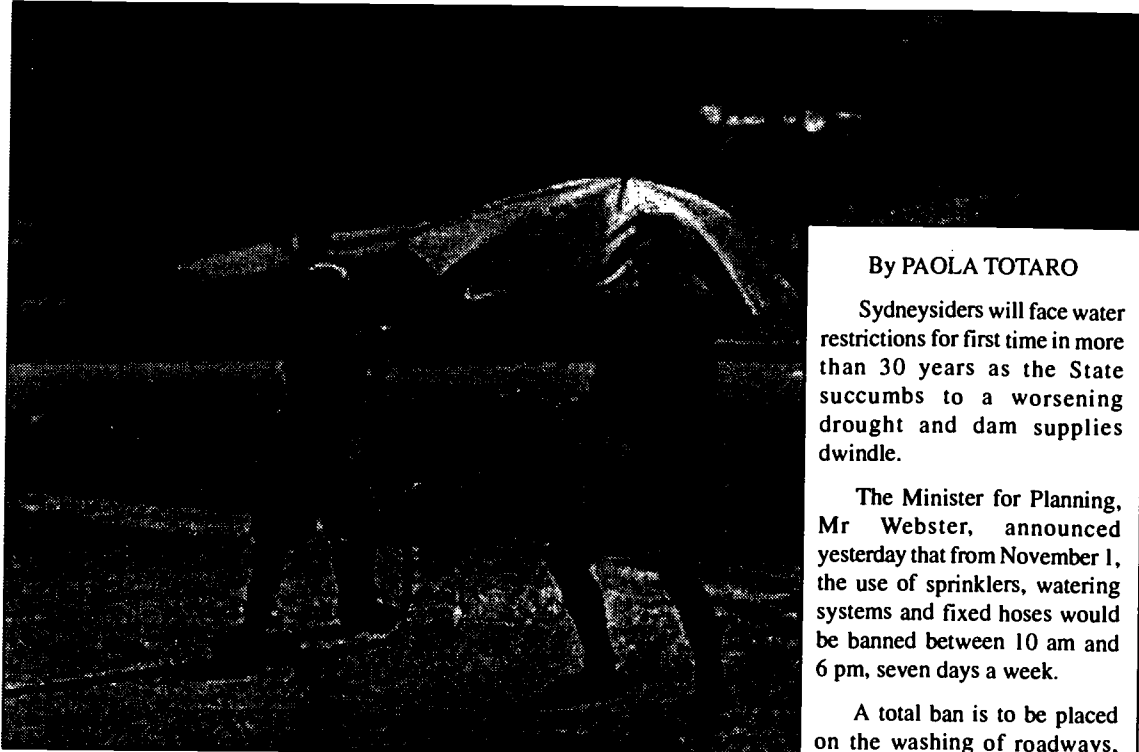 By PAOLA TOTARO
Sydneysiders will face water
restrictions for first time in more
than 30 years as the State
succumbs to a worsening
drought and dam supplies
dwindle.
The Minister for Planning,
Mr Webster, announced
yesterday that from November 1,
the use of sprinklers, watering
systems and fixed hoses would
be banned between 10 am and
6 pm, seven days a week.
A total ban is to be placed
on the washing of roadways,